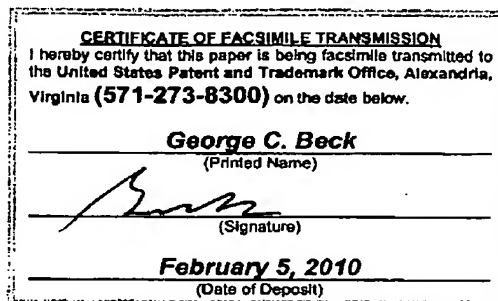 CERTIFICATE OF FACSIMILE TRANSMISSION
I hereby certify that this paper is being facsimile transmitted to
the United States Patent and Trademark Office, Alexandria,
Virginia (571-273-8300) on the date below.
George C. Beck
(Printed Name)
(Signature)
February 5, 2010
(Date of Deposit)